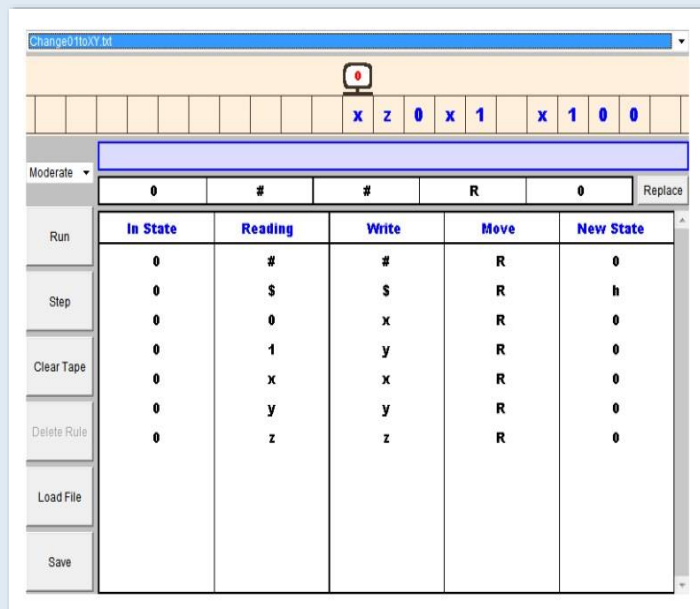 Change01toXY.txt
0
x z 0 x 1 x 1 0 0
Moderate
0 # # R 0 Replace
Run
In State Reading Write Move New State
0 # # R 0
0 $ $ R h
Step
0 0 x R 0
0 1 y R 0
Clear Tape
0 x x R 0
0 y y R 0
Delete Rule
0 z z R 0
Load File
Save